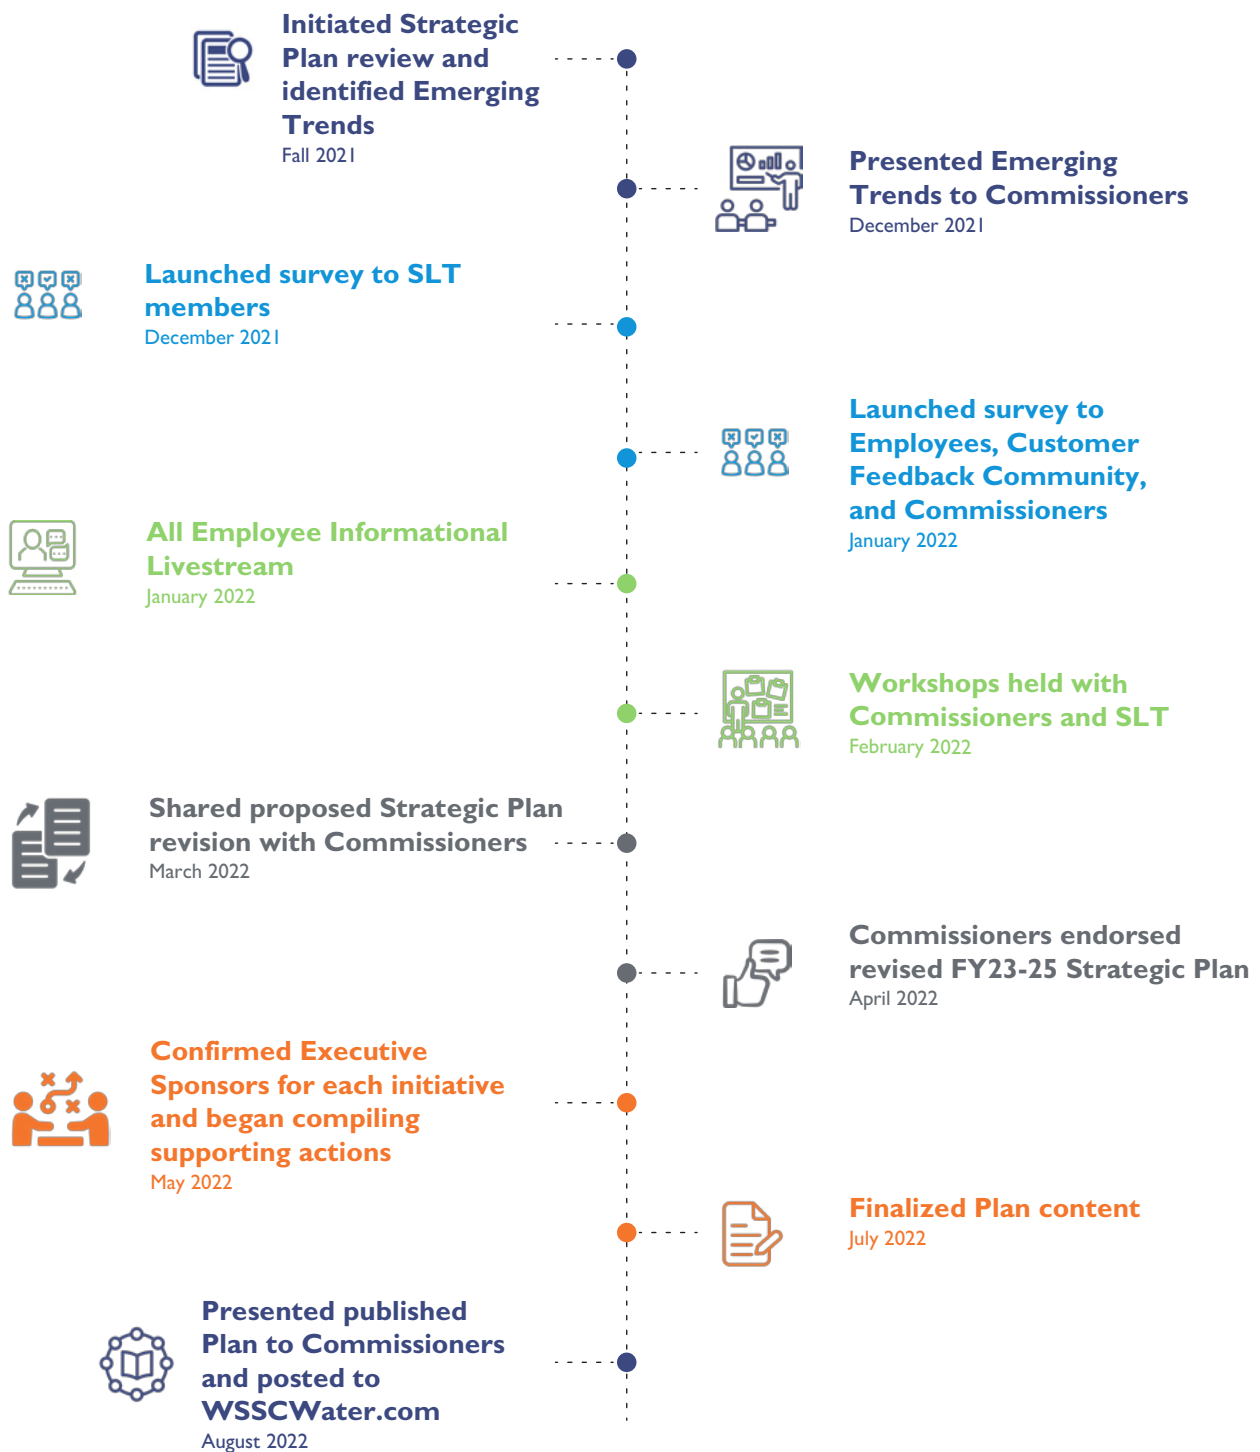 Initiated Strategic
Plan review and
identified Emerging
Trends
Fall 2021
Presented Emerging
Trends to Commissioners
December 2021
Launched survey to SLT
members
December 2021
Launched survey to
Employees, Customer
Feedback Community,
and Commissioners
January 2022
All Employee Informational
Livestream
January 2022
Workshops held with
Commissioners and SLT
February 2022
Shared proposed Strategic Plan
revision with Commissioners
March 2022
Commissioners endorsed
revised FY23-25 Strategic Plan
April 2022
Confirmed Executive
Sponsors for each initiative
and began compiling
supporting actions
May 2022
Finalized Plan content
July 2022
Presented published
Plan to Commissioners
and posted to
WSSCWater.com
August 2022